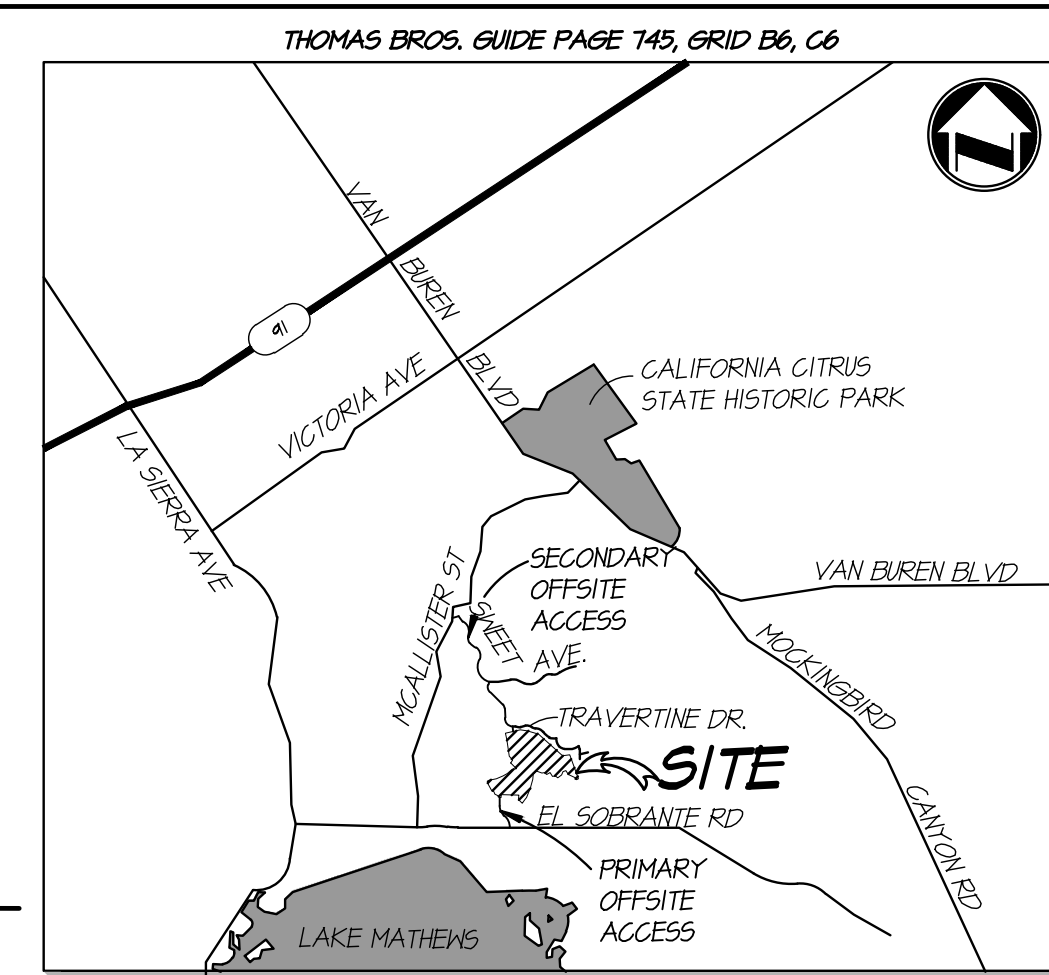 THOMAS BROS. GUIDE PAGE 745, GRID B6, C6
N
VAN
BUREN
BLVD
91
VICTORIA AVE
LA SIERRA AVE
CALIFORNIA CITRUS
STATE HISTORIC PARK
SECONDARY
OFFSITE
ACCESS
VAN BUREN BLVD
MCALLISTER ST
SWEET
AVE.
MOCKINGBIRD
CANYON RD
TRAVERTINE DR.
SITE
EL SOBRANTE RD
PRIMARY
OFFSITE
ACCESS
LAKE MATHEWS